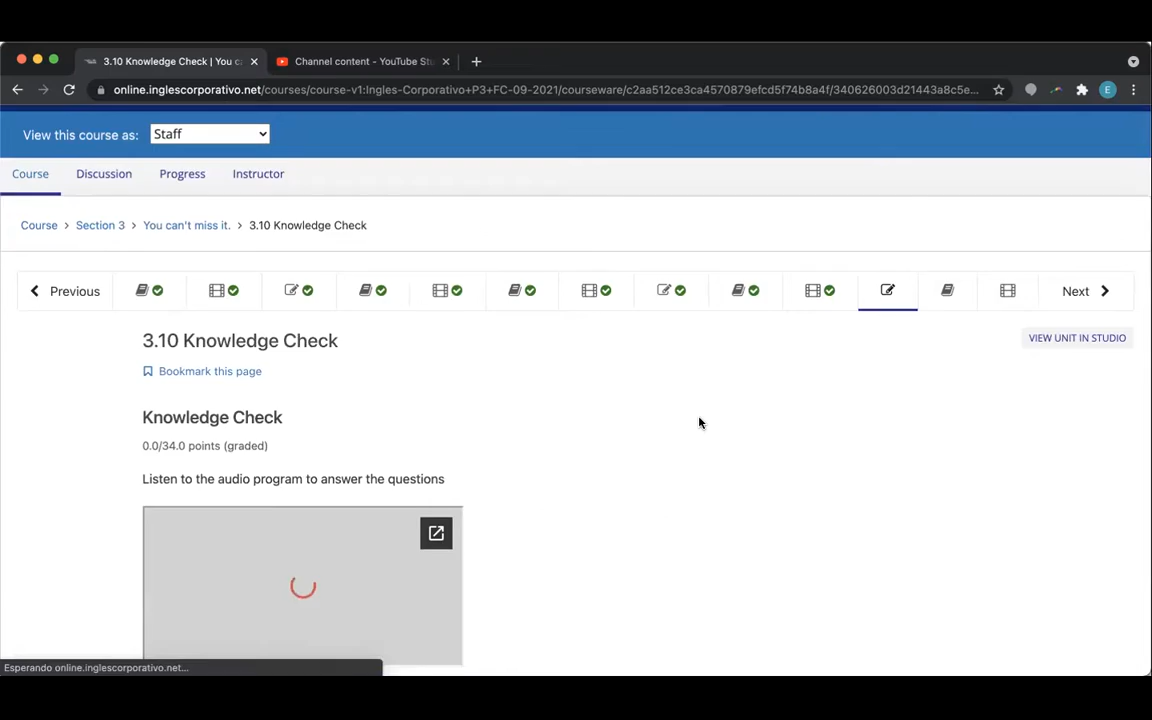 3.10 Knowledge Check | You c
Channel content - YouTube Stu
online.inglescorporativo.net/courses/course-v1:Ingles-Corporativo+P3+FC-09-2021/courseware/c2aa512ce3ca4570879efcd5f74b8a4f/340626003d21443a8c5e...
E
View this course as:
Staff
Course
Discussion
Progress
Instructor
Course > Section 3 > You can't miss it. > 3.10 Knowledge Check
Previous
Next
3.10 Knowledge Check
VIEW UNIT IN STUDIO
Bookmark this page
Knowledge Check
0.0/34.0 points (graded)
Listen to the audio program to answer the questions
Esperando online.inglescorporativo.net...